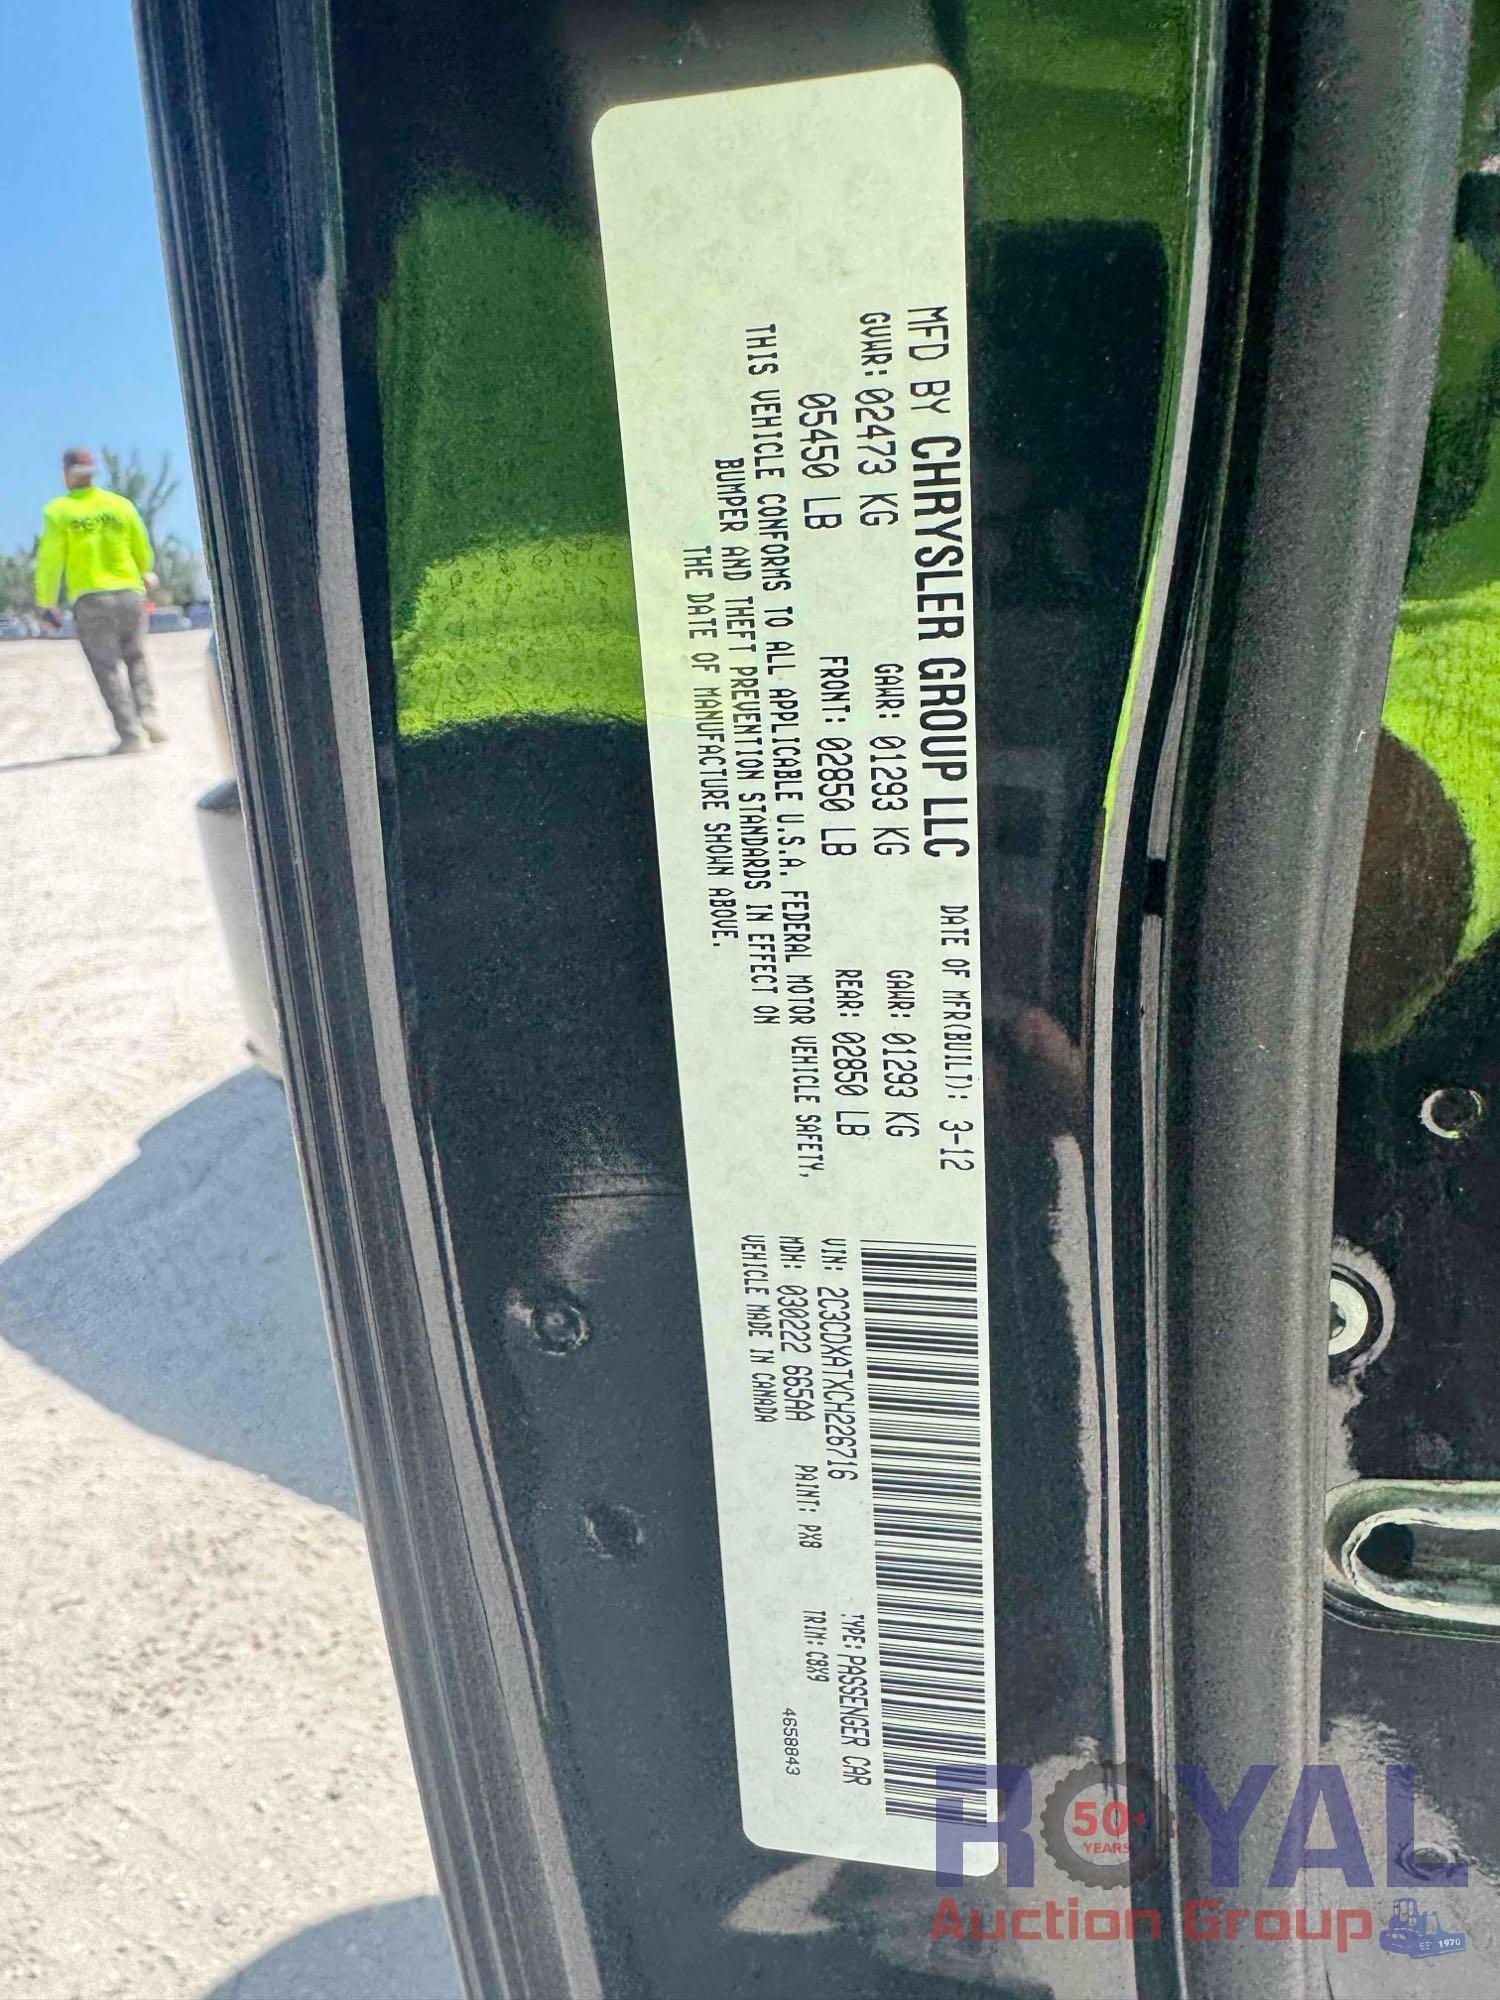 MFD BY CHRYSLER GROUP LLC DATE OF MFR(BUILT): 3-12
GVWR: 02473 KG GAWR: 01293 KG GAWR: 01293 KG
05450 LB FRONT: 02850 LB REAR: 02850 LB
THIS VEHICLE CONFORMS TO ALL APPLICABLE U.S.A. FEDERAL MOTOR VEHICLE SAFETY,
BUMPER AND THEFT PREVENTION STANDARDS IN EFFECT ON
THE DATE OF MANUFACTURE SHOWN ABOVE.
VIN: 2C3CDXATXCH226716 TYPE: PASSENGER CAR
MDH: 030222 665AA PAINT: PX8 TRIM: C8X9
VEHICLE MADE IN CANADA 4658843
ROYAL
50+
YEARS
Auction Group
EST 1970